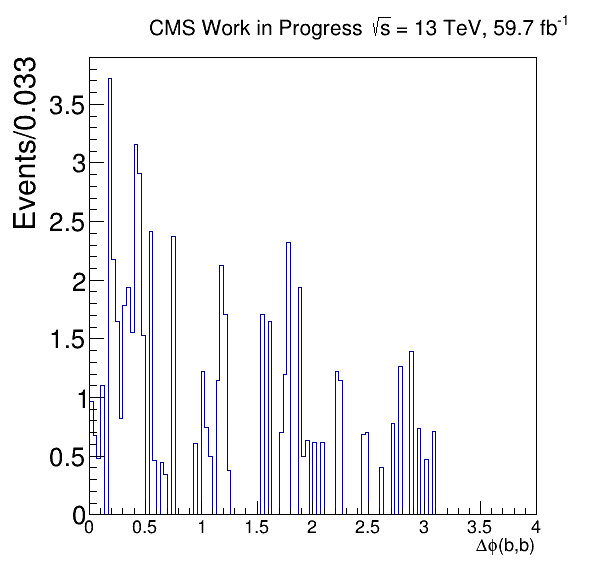 CMS Work in Progress √s = 13 TeV, 59.7 fb⁻¹
Events/0.033
3.5
3
2.5
2
1.5
1
0.5
0
0 0.5 1 1.5 2 2.5 3 3.5 4
Δϕ(b,b)